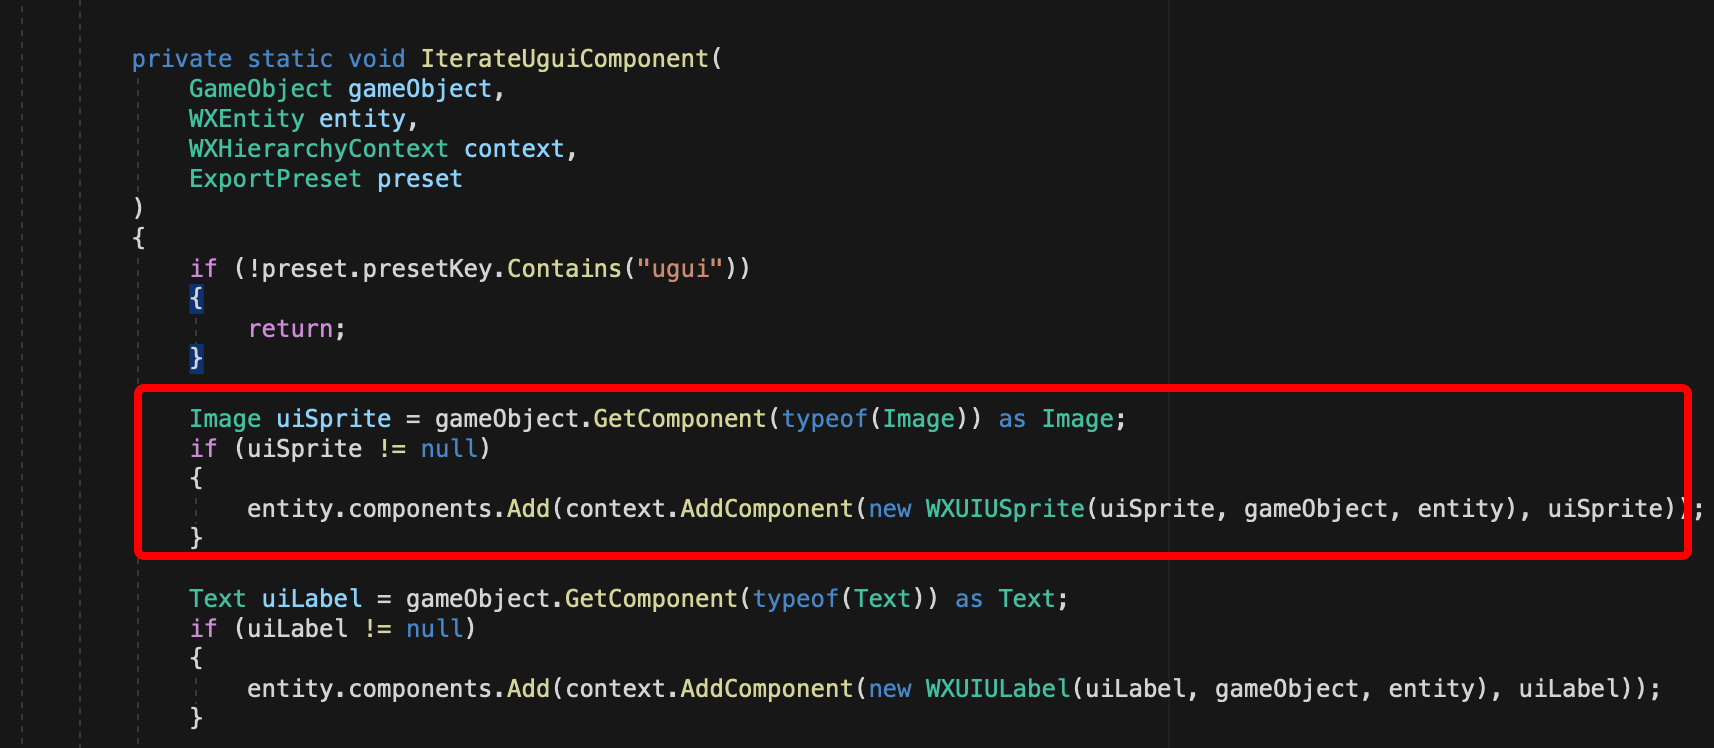 private static void IterateUguiComponent(
GameObject gameObject,
WXEntity entity,
WXHierarchyContext context,
ExportPreset preset
)
{
if (!preset.presetKey.Contains("ugui"))
{
return;
}
Image uiSprite = gameObject.GetComponent(typeof(Image)) as Image;
if (uiSprite != null)
{
entity.components.Add(context.AddComponent(new WXUIUSprite(uiSprite, gameObject, entity), uiSprite));
}
Text uiLabel = gameObject.GetComponent(typeof(Text)) as Text;
if (uiLabel != null)
{
entity.components.Add(context.AddComponent(new WXUIULabel(uiLabel, gameObject, entity), uiLabel));
}